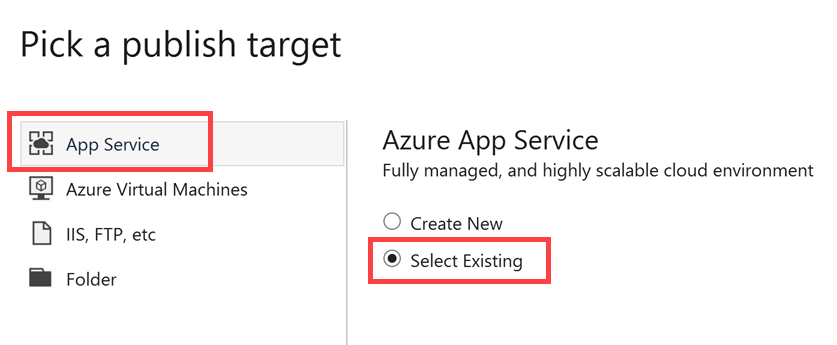 Pick a publish target
App Service
Azure Virtual Machines
IIS, FTP, etc
Folder
Azure App Service
Fully managed, and highly scalable cloud environment
Create New
Select Existing